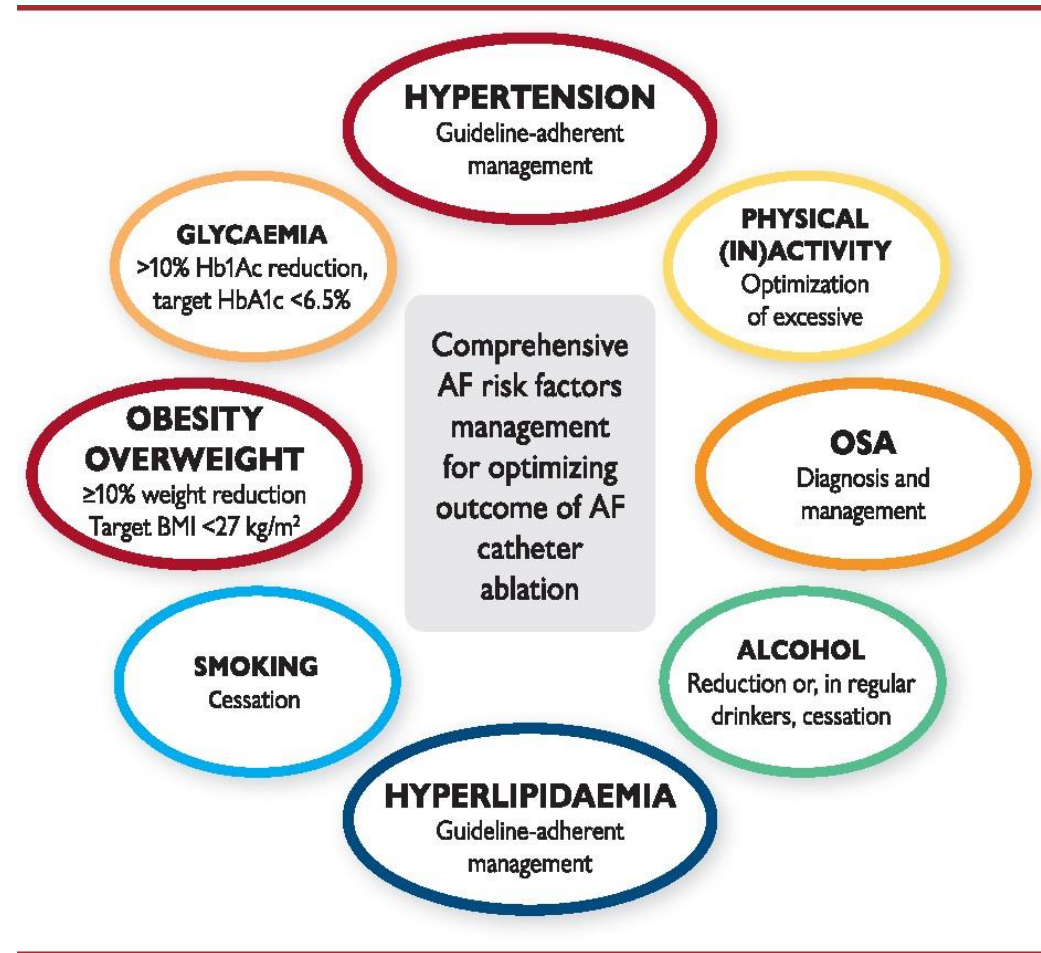 HYPERTENSION
Guideline-adherent
management
GLYCAEMIA
>10% Hb1Ac reduction,
target HbA1c <6.5%
PHYSICAL
(IN)ACTIVITY
Optimization
of excessive
Comprehensive
AF risk factors
management
for optimizing
outcome of AF
catheter
ablation
OBESITY
OVERWEIGHT
≥10% weight reduction
Target BMI <27 kg/m²
OSA
Diagnosis and
management
SMOKING
Cessation
ALCOHOL
Reduction or, in regular
drinkers, cessation
HYPERLIPIDAEMIA
Guideline-adherent
management